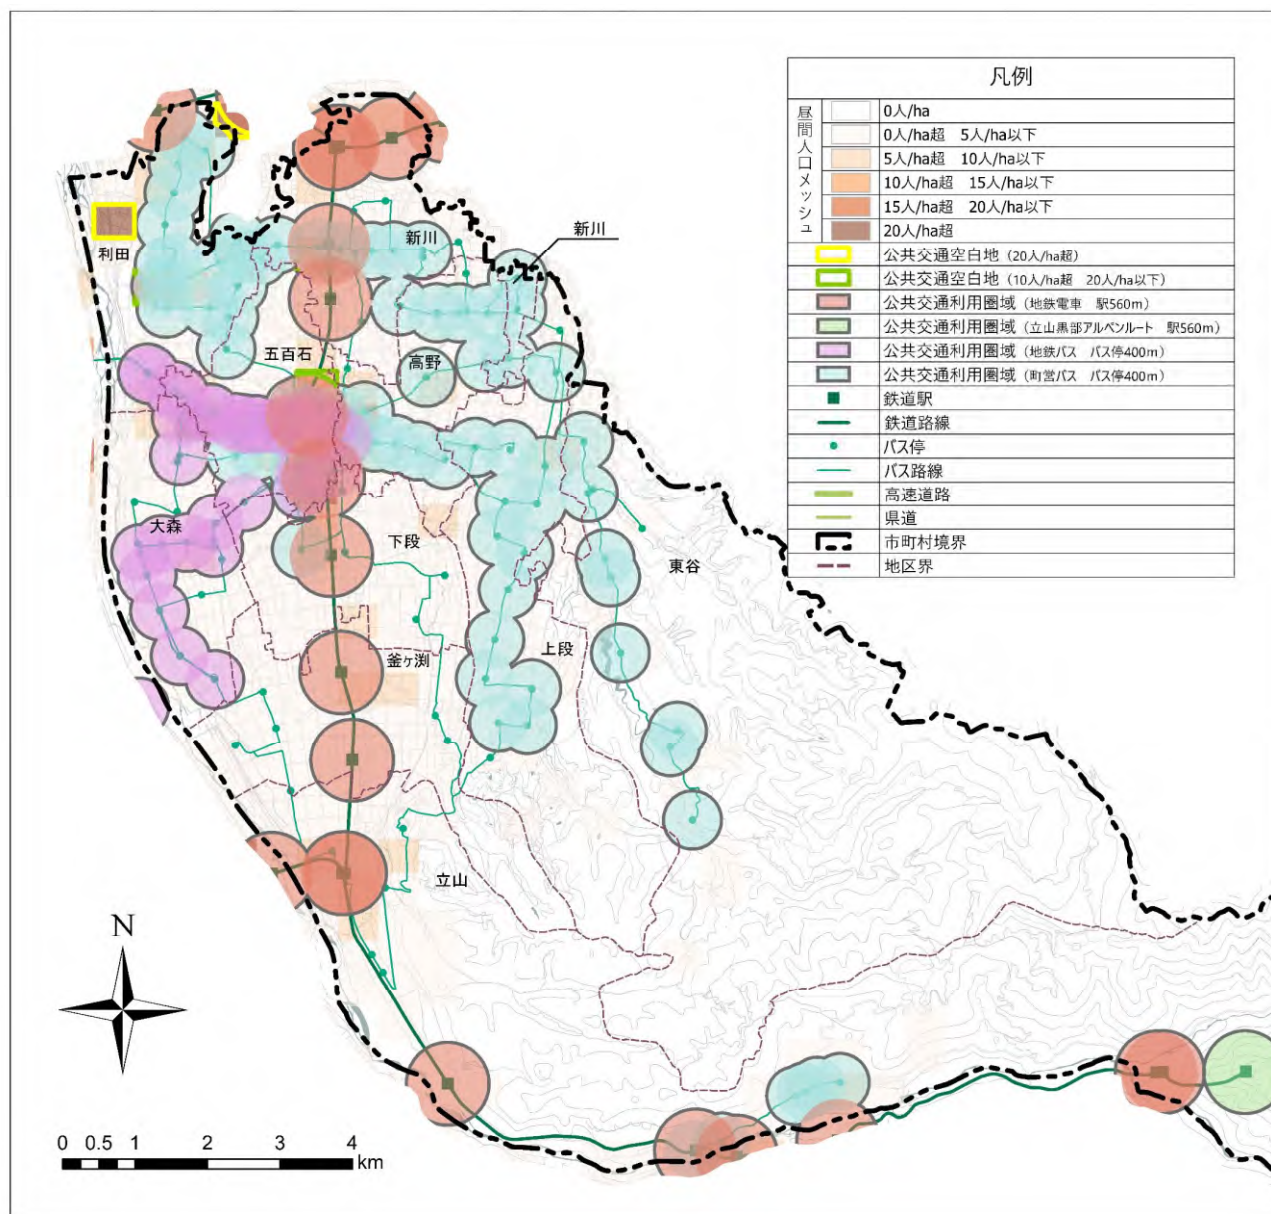 凡例
昼間人口メッシュ
0人/ha
0人/ha超 5人/ha以下
5人/ha超 10人/ha以下
10人/ha超 15人/ha以下
15人/ha超 20人/ha以下
20人/ha超
公共交通空白地（20人/ha超）
公共交通空白地（10人/ha超 20人/ha以下）
公共交通利用圏域（地鉄電車 駅560m）
公共交通利用圏域（立山黒部アルペンルート 駅560m）
公共交通利用圏域（地鉄バス バス停400m）
公共交通利用圏域（町営バス バス停400m）
鉄道駅
鉄道路線
バス停
バス路線
高速道路
県道
市町村境界
地区界
新川
新川
利田
五百石
高野
大森
下段
東谷
釜ヶ渕
上段
立山
N
0 0.5 1 2 3 4
km